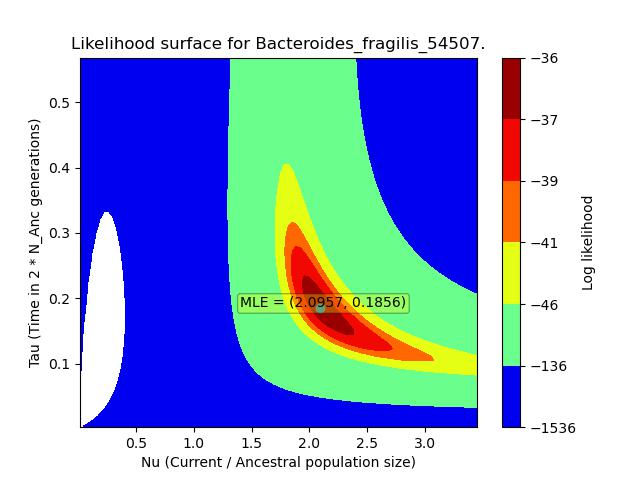 Likelihood surface for Bacteroides_fragilis_54507.
Tau (Time in 2 * N_Anc generations)
0.5
0.4
0.3
0.2
0.1
MLE = (2.0957, 0.1856)
0.5 1.0 1.5 2.0 2.5 3.0
Nu (Current / Ancestral population size)
−36
−37
−39
−41
−46
−136
−1536
Log likelihood